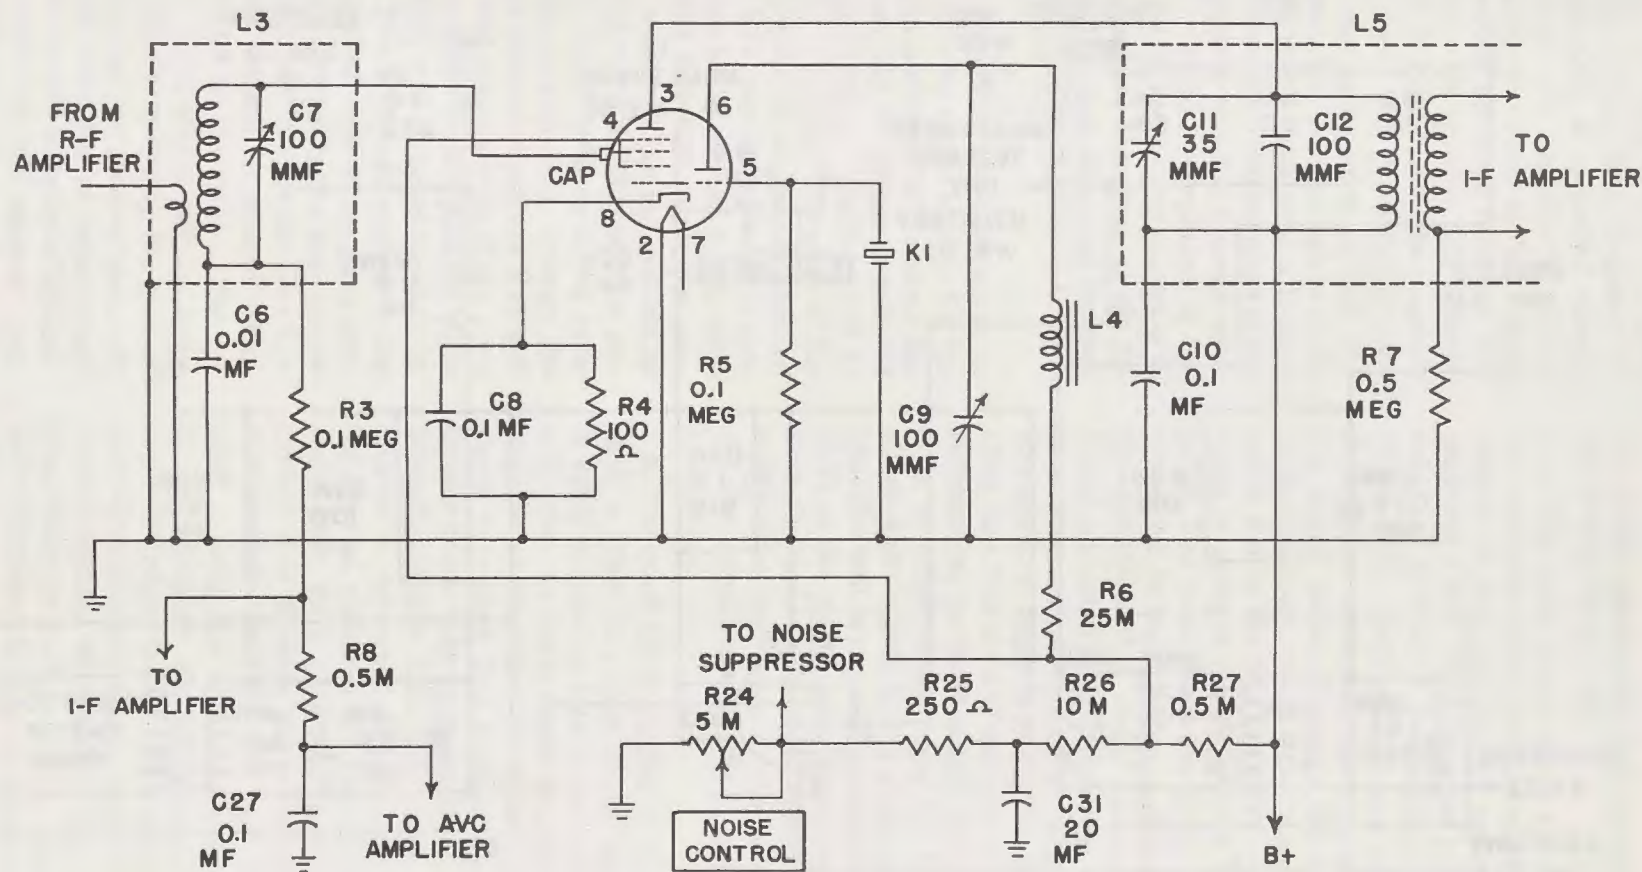 L3
FROM
R-F
AMPLIFIER
C7
100
MMF
C6
0.01
MF
R3
0.1 MEG
TO
I-F AMPLIFIER
R8
0.5M
C27
0.1
MF
TO AVC
AMPLIFIER
3
4
6
5
CAP
8
2
7
C8
0.1 MF
R4
100
Ω
R5
0.1
MEG
K1
C9
100
MMF
L4
R6
25M
L5
C11
35
MMF
C12
100
MMF
TO
I-F AMPLIFIER
C10
0.1
MF
R7
0.5
MEG
TO NOISE
SUPPRESSOR
R24
5 M
R25
250 Ω
R26
10 M
R27
0.5 M
NOISE
CONTROL
C31
20
MF
B+